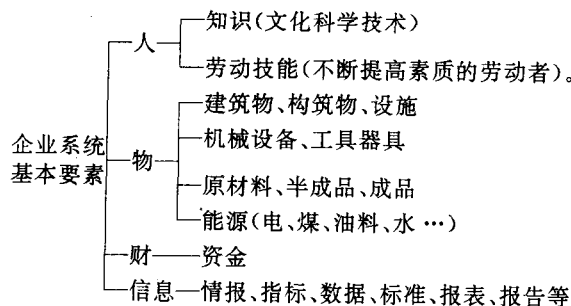 知识(文化科学技术)
人
劳动技能(不断提高素质的劳动者)。
建筑物、构筑物、设施
机械设备、工具器具
企业系统
基本要素
物
原材料、半成品、成品
能源(电、煤、油料、水…)
财 资金
信息 情报、指标、数据、标准、报表、报告等